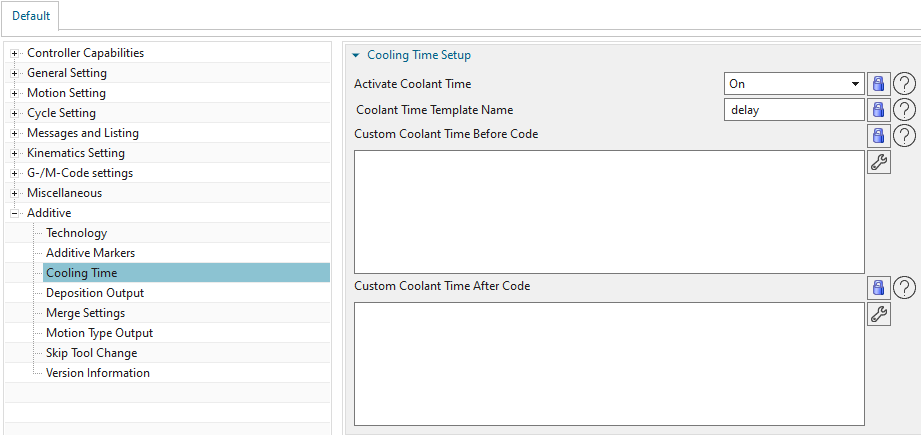 Default
Controller Capabilities
General Setting
Motion Setting
Cycle Setting
Messages and Listing
Kinematics Setting
G-/M-Code settings
Miscellaneous
Additive
Technology
Additive Markers
Cooling Time
Deposition Output
Merge Settings
Motion Type Output
Skip Tool Change
Version Information
Cooling Time Setup
Activate Coolant Time On ?
Coolant Time Template Name delay ?
Custom Coolant Time Before Code ?
Custom Coolant Time After Code ?